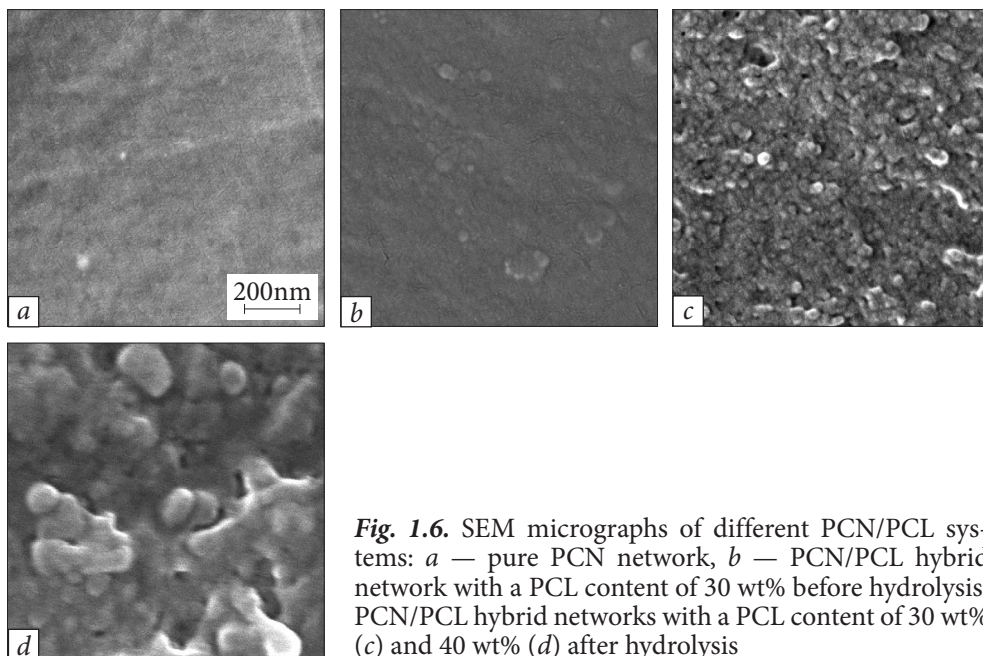 a
200nm
b
c
d
Fig. 1.6. SEM micrographs of different PCN/PCL sys-
tems: a — pure PCN network, b — PCN/PCL hybrid
network with a PCL content of 30 wt% before hydrolysis
PCN/PCL hybrid networks with a PCL content of 30 wt%
(c) and 40 wt% (d) after hydrolysis